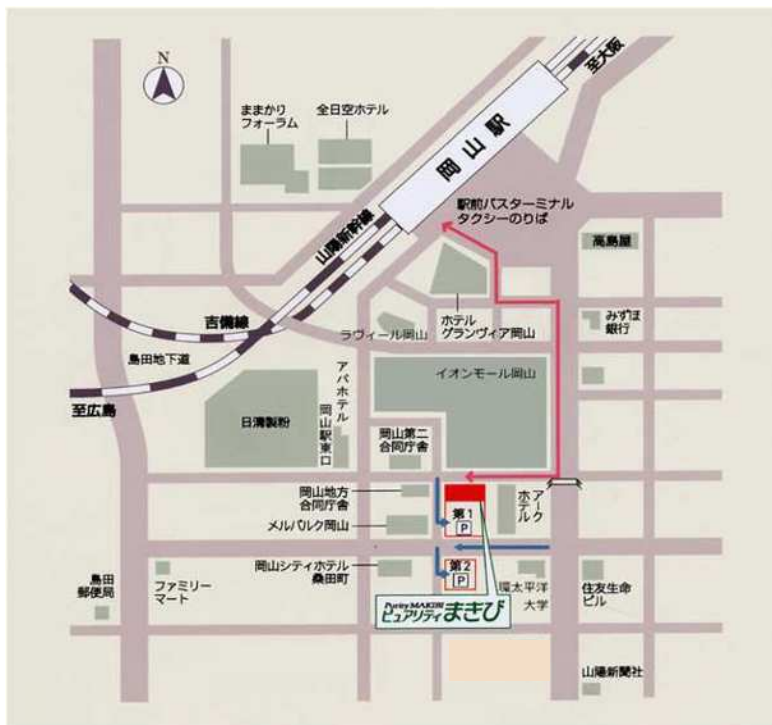 N
至大阪
ままかり
フォーラム
全日空ホテル
岡山駅
駅前バスターミナル
タクシーのりば
山陽新幹線
高島屋
吉備線
ラヴィール岡山
ホテル
グランヴィア岡山
みずほ
銀行
島田地下道
至広島
日清製粉
アパホテル
岡山駅東口
イオンモール岡山
岡山第二
合同庁舎
岡山地方
合同庁舎
第1
P
アーク
ホテル
メルパルク岡山
島田
郵便局
ファミリー
マート
岡山シティホテル
桑田町
第2
P
環太平洋
大学
住友生命
ビル
Purity MAKIBI
ピュアリティまきび
山陽新聞社